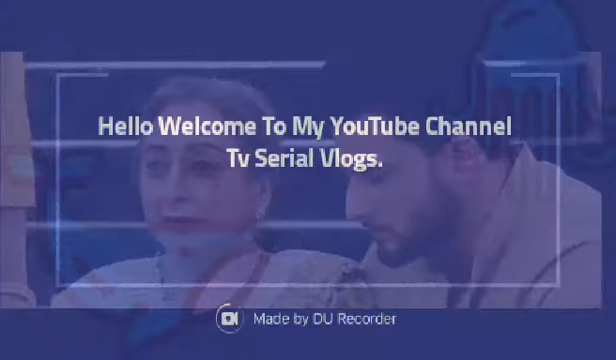 Hello Welcome To My YouTube Channel
Tv Serial Vlogs.
Made by DU Recorder